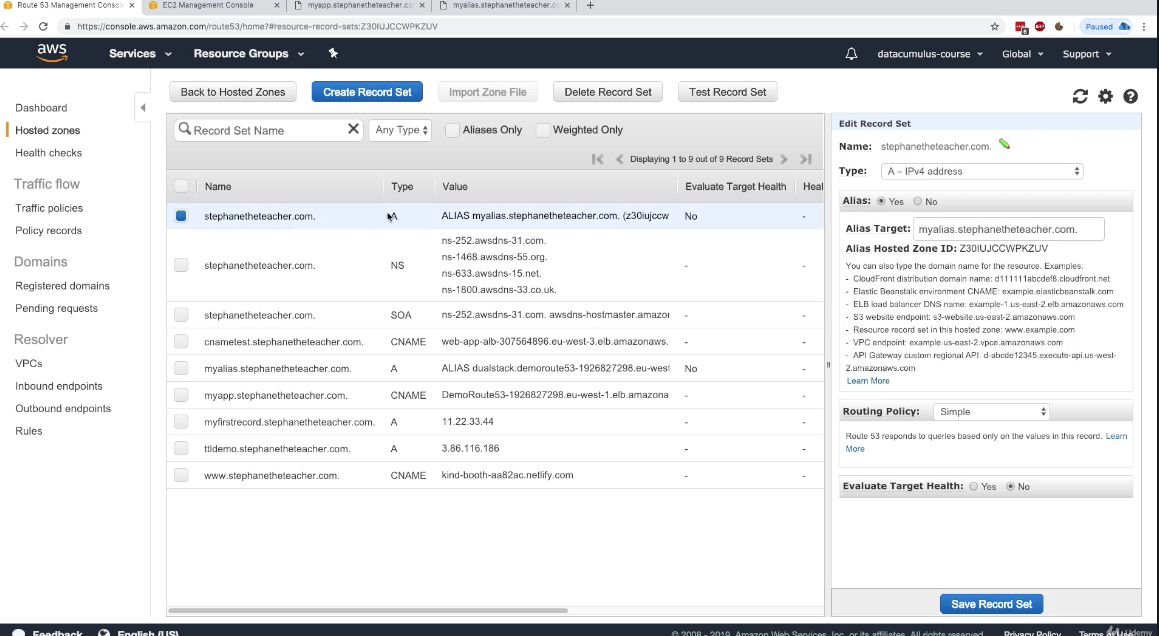 Route 53 Management Console
EC2 Management Console
myapp.stephanetheteacher.co
myalias.stephanetheteacher.co
https://console.aws.amazon.com/route53/home?#resource-record-sets:Z30IUJCCWPKZUV
Paused
aws
Services
Resource Groups
datacumulus-course
Global
Support
Dashboard
Hosted zones
Health checks
Traffic flow
Traffic policies
Policy records
Domains
Registered domains
Pending requests
Resolver
VPCs
Inbound endpoints
Outbound endpoints
Rules
Back to Hosted Zones
Create Record Set
Import Zone File
Delete Record Set
Test Record Set
Record Set Name
Any Type
Aliases Only
Weighted Only
Displaying 1 to 9 out of 9 Record Sets
Name Type Value Evaluate Target Health Heal
stephanetheteacher.com. A ALIAS myalias.stephanetheteacher.com. (z30iujccw No -
stephanetheteacher.com. NS ns-252.awsdns-31.com. - -
ns-1468.awsdns-55.org.
ns-633.awsdns-15.net.
ns-1800.awsdns-33.co.uk.
stephanetheteacher.com. SOA ns-252.awsdns-31.com. awsdns-hostmaster.amazor - -
cnametest.stephanetheteacher.com. CNAME web-app-alb-307564896.eu-west-3.elb.amazonaws. - -
myalias.stephanetheteacher.com. A ALIAS dualstack.demoroute53-1926827298.eu-west No -
myapp.stephanetheteacher.com. CNAME DemoRoute53-1926827298.eu-west-1.elb.amazona - -
myfirstrecord.stephanetheteacher.com. A 11.22.33.44 - -
ttldemo.stephanetheteacher.com. A 3.86.116.186 - -
www.stephanetheteacher.com. CNAME kind-booth-aa82ac.netlify.com - -
Edit Record Set
Name: stephanetheteacher.com.
Type: A – IPv4 address
Alias: Yes No
Alias Target: myalias.stephanetheteacher.com.
Alias Hosted Zone ID: Z30IUJCCWPKZUV
You can also type the domain name for the resource. Examples:
- CloudFront distribution domain name: d111111abcdef8.cloudfront.net
- Elastic Beanstalk environment CNAME: example.elasticbeanstalk.com
- ELB load balancer DNS name: example-1.us-east-2.elb.amazonaws.com
- S3 website endpoint: s3-website.us-east-2.amazonaws.com
- Resource record set in this hosted zone: www.example.com
- VPC endpoint: example.us-east-2.vpce.amazonaws.com
- API Gateway custom regional API: d-abcde12345.execute-api.us-west-
2.amazonaws.com
Learn More
Routing Policy: Simple
Route 53 responds to queries based only on the values in this record. Learn
More
Evaluate Target Health: Yes No
Save Record Set
Feedback
English (US)
© 2008 - 2019, Amazon Web Services, Inc. or its affiliates. All rights reserved.
Privacy Policy
Terms of Use
Udemy